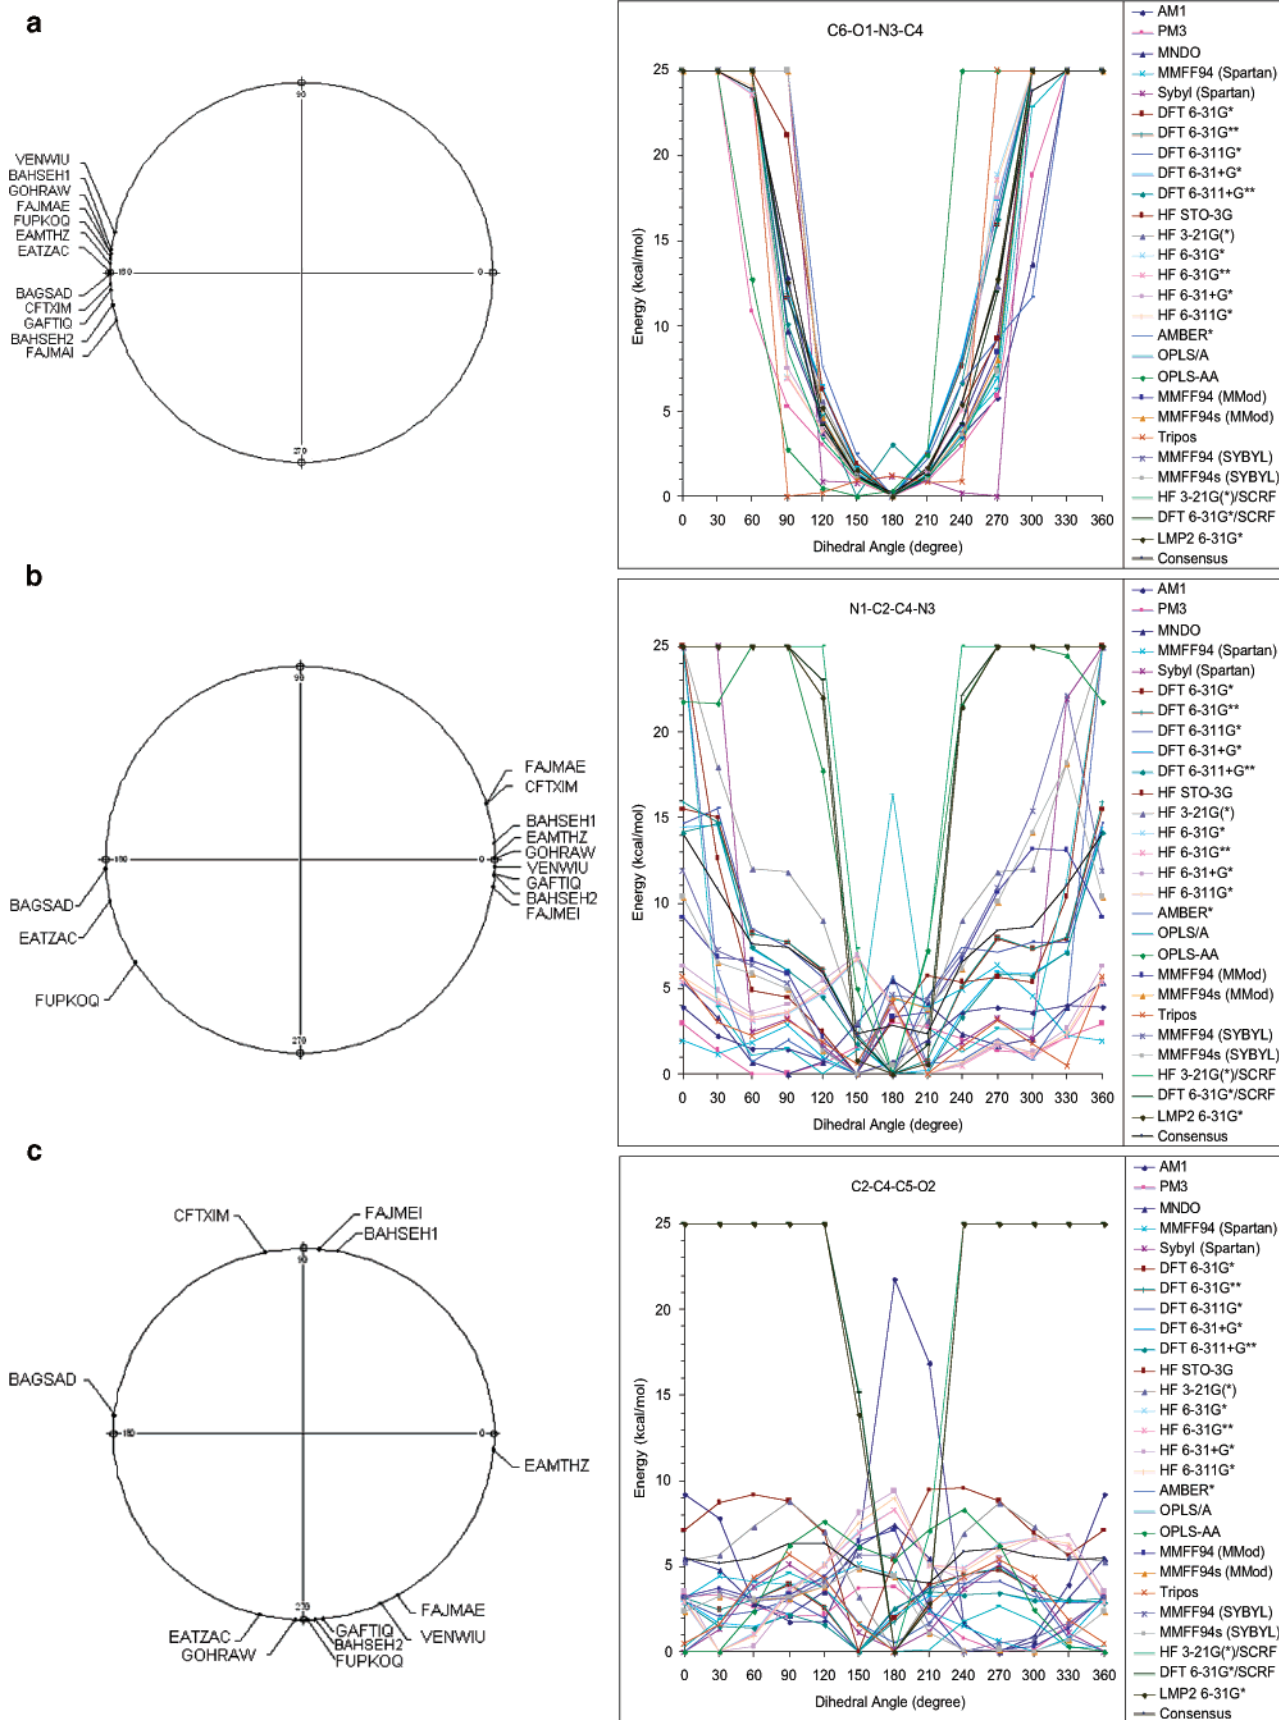 a
90
VENWIU
BAHSEH1
GOHRAW
FAJMAE
FUPKOQ
EAMTHZ
EATZAC
180
0
BAGSAD
CFTXIM
GAFTIQ
BAHSEH2
FAJMAI
270
C6-O1-N3-C4
Energy (kcal/mol)
25
20
15
10
5
0
0 30 60 90 120 150 180 210 240 270 300 330 360
Dihedral Angle (degree)
AM1
PM3
MNDO
MMFF94 (Spartan)
Sybyl (Spartan)
DFT 6-31G*
DFT 6-31G**
DFT 6-311G*
DFT 6-31+G*
DFT 6-311+G**
HF STO-3G
HF 3-21G(*)
HF 6-31G*
HF 6-31G**
HF 6-31+G*
HF 6-311G*
AMBER*
OPLS/A
OPLS-AA
MMFF94 (MMod)
MMFF94s (MMod)
Tripos
MMFF94 (SYBYL)
MMFF94s (SYBYL)
HF 3-21G(*)/SCRF
DFT 6-31G*/SCRF
LMP2 6-31G*
Consensus
b
90
FAJMAE
CFTXIM
BAHSEH1
EAMTHZ
GOHRAW
180
0
VENWIU
GAFTIQ
BAHSEH2
FAJMEI
BAGSAD
EATZAC
FUPKOQ
270
N1-C2-C4-N3
Energy (kcal/mol)
25
20
15
10
5
0
0 30 60 90 120 150 180 210 240 270 300 330 360
Dihedral Angle (degree)
AM1
PM3
MNDO
MMFF94 (Spartan)
Sybyl (Spartan)
DFT 6-31G*
DFT 6-31G**
DFT 6-311G*
DFT 6-31+G*
DFT 6-311+G**
HF STO-3G
HF 3-21G(*)
HF 6-31G*
HF 6-31G**
HF 6-31+G*
HF 6-311G*
AMBER*
OPLS/A
OPLS-AA
MMFF94 (MMod)
MMFF94s (MMod)
Tripos
MMFF94 (SYBYL)
MMFF94s (SYBYL)
HF 3-21G(*)/SCRF
DFT 6-31G*/SCRF
LMP2 6-31G*
Consensus
c
CFTXIM
FAJMEI
BAHSEH1
90
BAGSAD
180
0
EAMTHZ
270
FAJMAE
EATZAC
GAFTIQ
VENWIU
GOHRAW
BAHSEH2
FUPKOQ
C2-C4-C5-O2
Energy (kcal/mol)
25
20
15
10
5
0
0 30 60 90 120 150 180 210 240 270 300 330 360
Dihedral Angle (degree)
AM1
PM3
MNDO
MMFF94 (Spartan)
Sybyl (Spartan)
DFT 6-31G*
DFT 6-31G**
DFT 6-311G*
DFT 6-31+G*
DFT 6-311+G**
HF STO-3G
HF 3-21G(*)
HF 6-31G*
HF 6-31G**
HF 6-31+G*
HF 6-311G*
AMBER*
OPLS/A
OPLS-AA
MMFF94 (MMod)
MMFF94s (MMod)
Tripos
MMFF94 (SYBYL)
MMFF94s (SYBYL)
HF 3-21G(*)/SCRF
DFT 6-31G*/SCRF
LMP2 6-31G*
Consensus